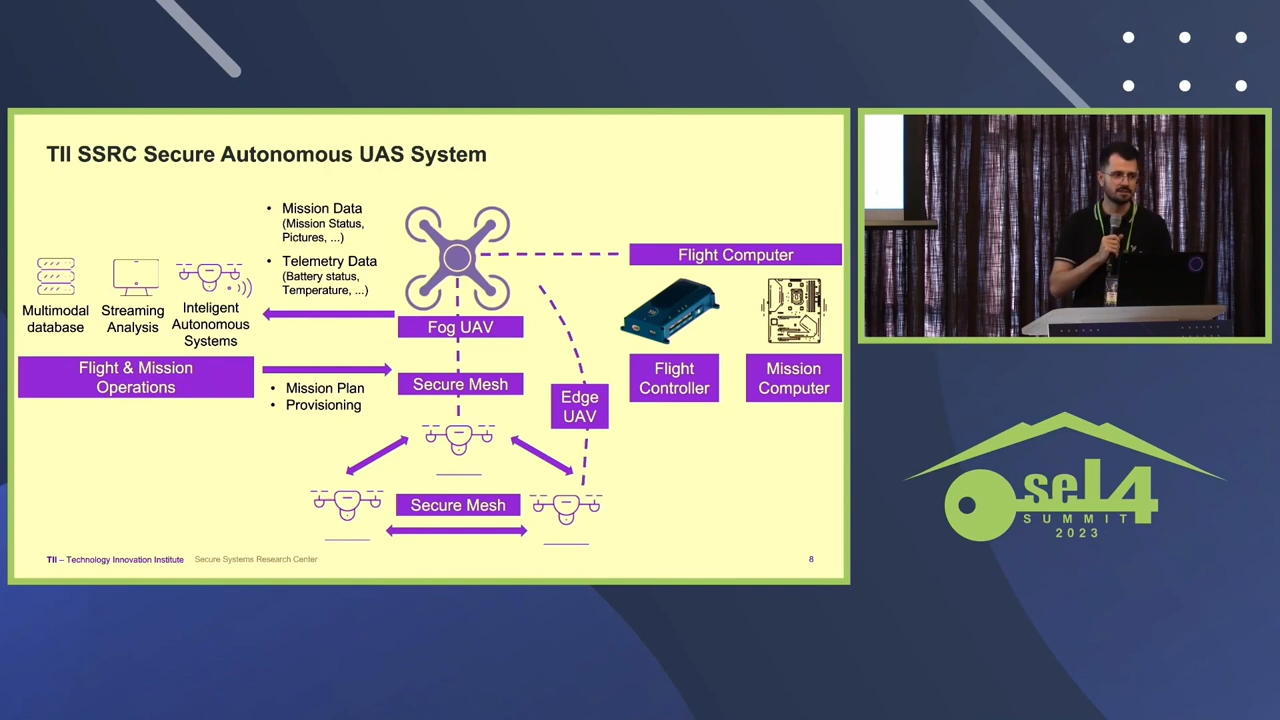 TII SSRC Secure Autonomous UAS System
• Mission Data
(Mission Status,
Pictures, ...)
• Telemetry Data
(Battery status,
Temperature, ...)
Multimodal
database
Streaming
Analysis
Inteligent
Autonomous
Systems
Flight & Mission
Operations
• Mission Plan
• Provisioning
Fog UAV
Secure Mesh
Edge
UAV
Secure Mesh
Flight Computer
Flight
Controller
Mission
Computer
TII – Technology Innovation Institute Secure Systems Research Center
8
seL4
SUMMIT
2023